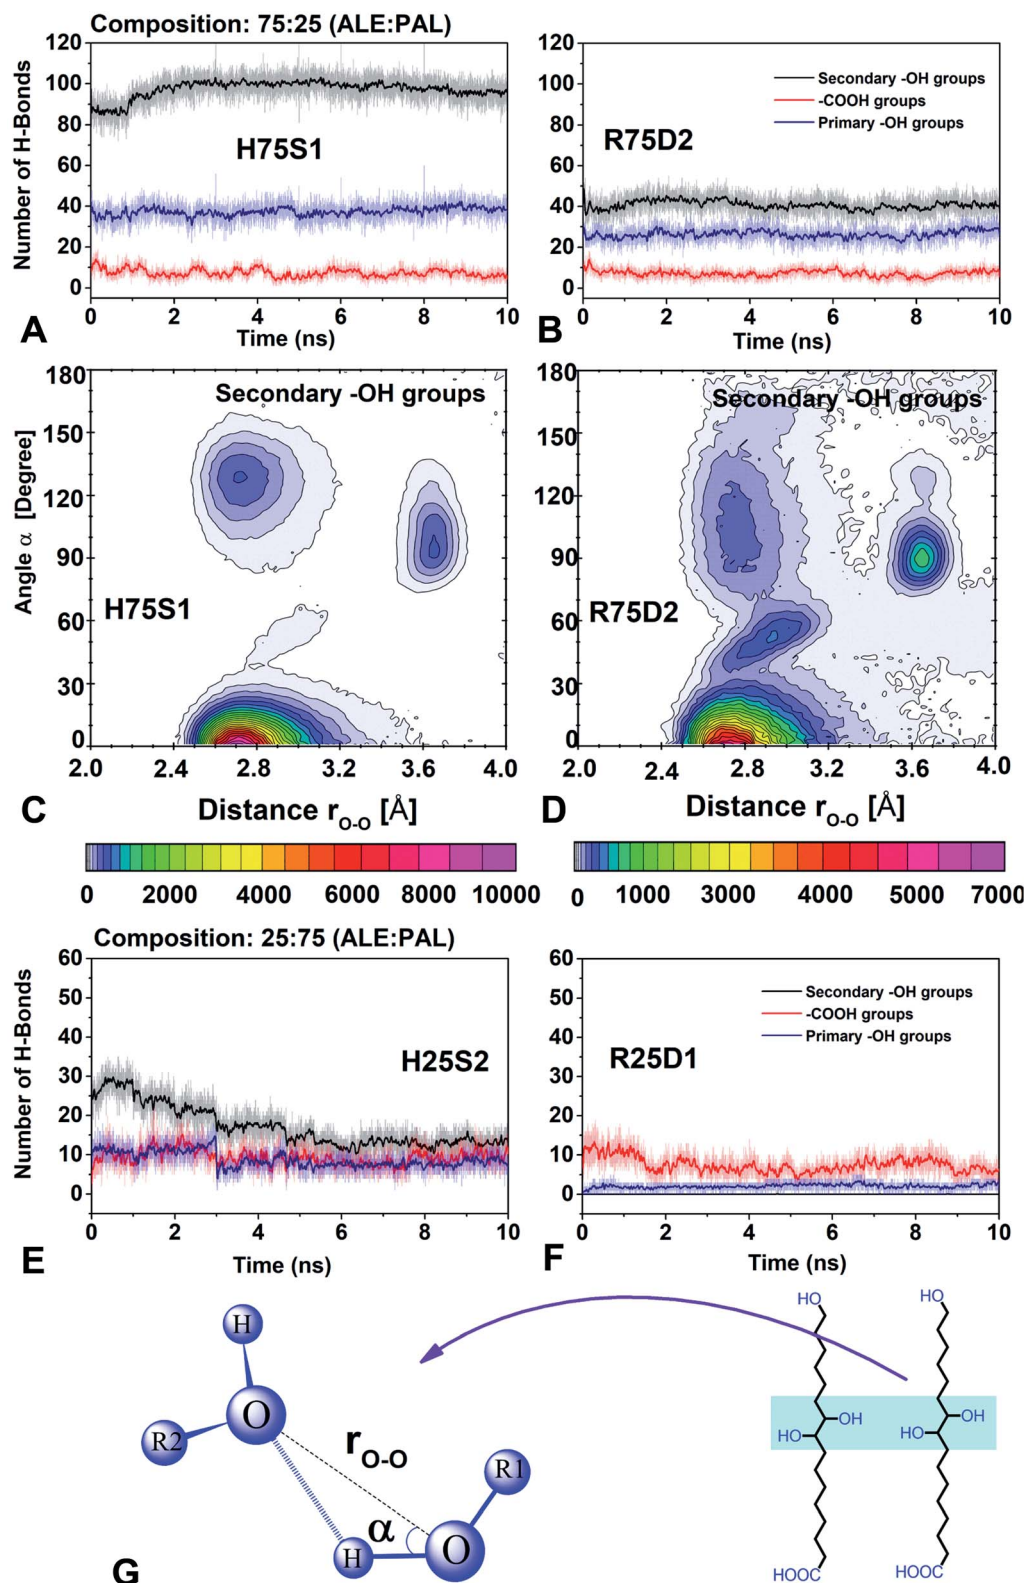 Composition: 75:25 (ALE:PAL)
120
100
80
60
40
20
0
Number of H-Bonds
H75S1
0 2 4 6 8 10
Time (ns)
A
120
100
80
60
40
20
0
Secondary -OH groups
-COOH groups
Primary -OH groups
R75D2
0 2 4 6 8 10
Time (ns)
B
180
150
120
90
60
30
0
Angle α [Degree]
Secondary -OH groups
H75S1
2.0 2.4 2.8 3.2 3.6 4.0
Distance rO-O [Å]
C
0 2000 4000 6000 8000 10000
180
150
120
90
60
30
0
Secondary -OH groups
R75D2
2.0 2.4 2.8 3.2 3.6 4.0
Distance rO-O [Å]
D
0 1000 3000 4000 5000 7000
Composition: 25:75 (ALE:PAL)
60
50
40
30
20
10
0
Number of H-Bonds
H25S2
0 2 4 6 8 10
Time (ns)
E
60
50
40
30
20
10
0
Secondary -OH groups
-COOH groups
Primary -OH groups
R25D1
0 2 4 6 8 10
Time (ns)
F
H
O
R2
rO-O
R1
α
H
O
G
HO
HO
OH
HO
OH
HO
HOOC
HOOC